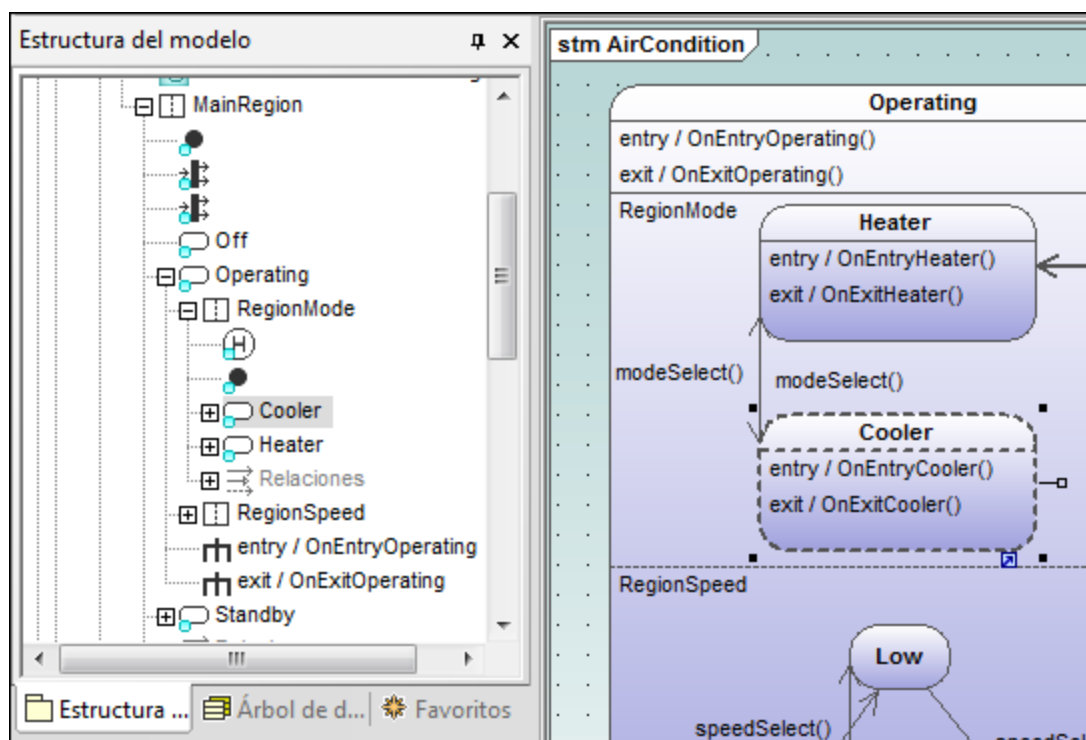 Estructura del modelo
MainRegion
Off
Operating
RegionMode
H
Cooler
Heater
Relaciones
RegionSpeed
entry / OnEntryOperating
exit / OnExitOperating
Standby
Estructura ...
Árbol de d...
Favoritos
stm AirCondition
Operating
entry / OnEntryOperating()
exit / OnExitOperating()
RegionMode
Heater
entry / OnEntryHeater()
exit / OnExitHeater()
modeSelect()
modeSelect()
Cooler
entry / OnEntryCooler()
exit / OnExitCooler()
RegionSpeed
Low
speedSelect()